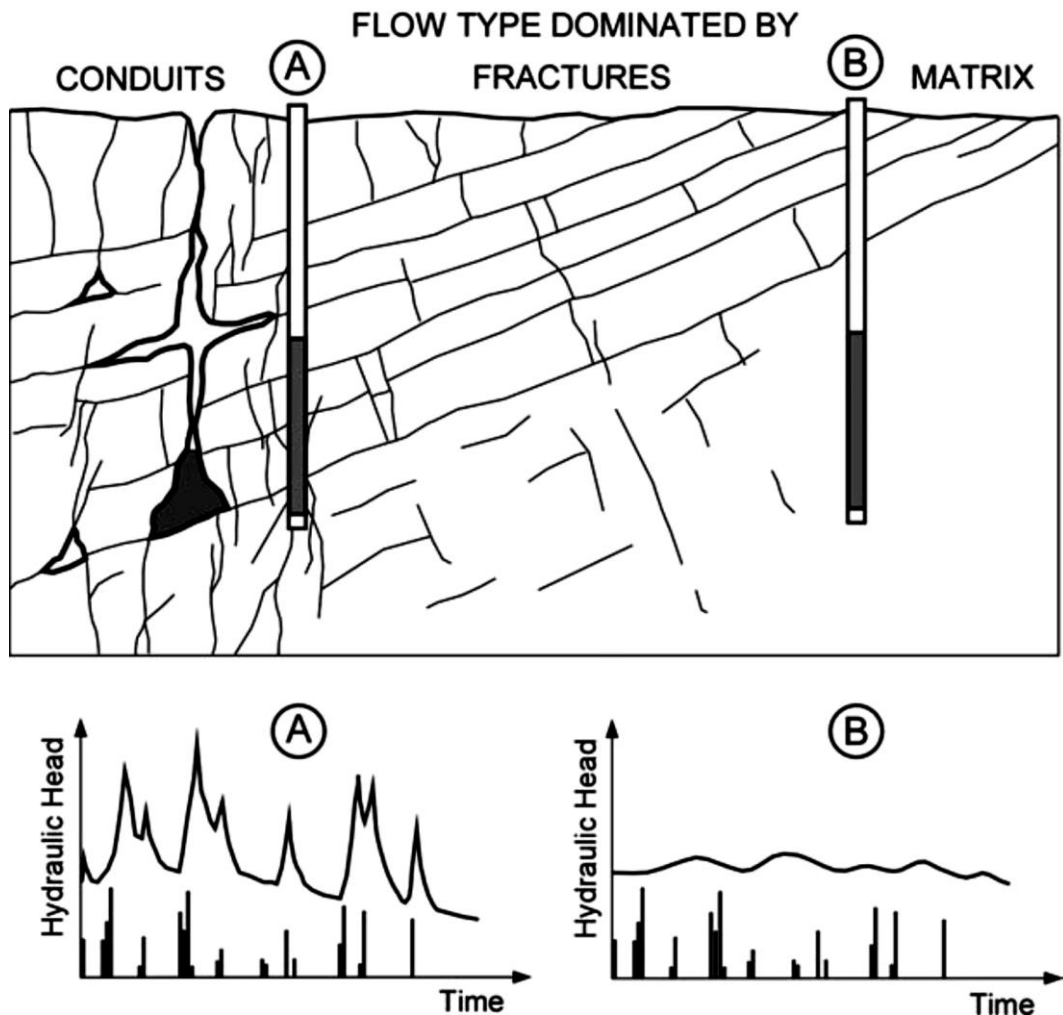 FLOW TYPE DOMINATED BY
CONDUITS A FRACTURES B MATRIX
A B
Hydraulic Head Hydraulic Head
Time Time